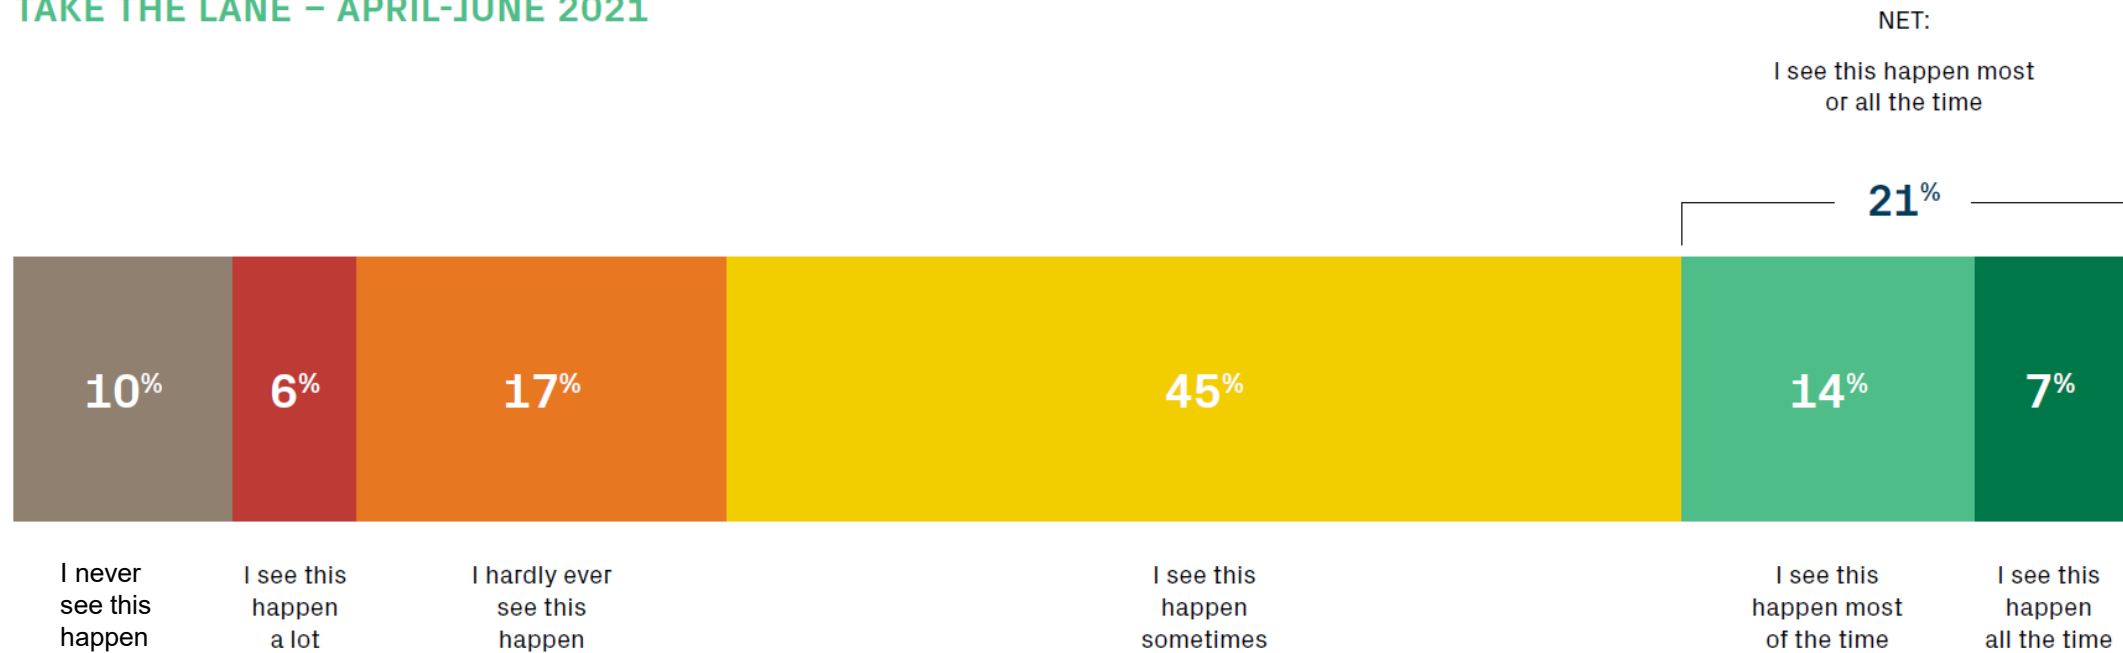 TAKE THE LANE – APRIL-JUNE 2021
NET:
I see this happen most
or all the time
21%
10%
6%
17%
45%
14%
7%
I never
see this
happen
I see this
happen
a lot
I hardly ever
see this
happen
I see this
happen
sometimes
I see this
happen most
of the time
I see this
happen
all the time